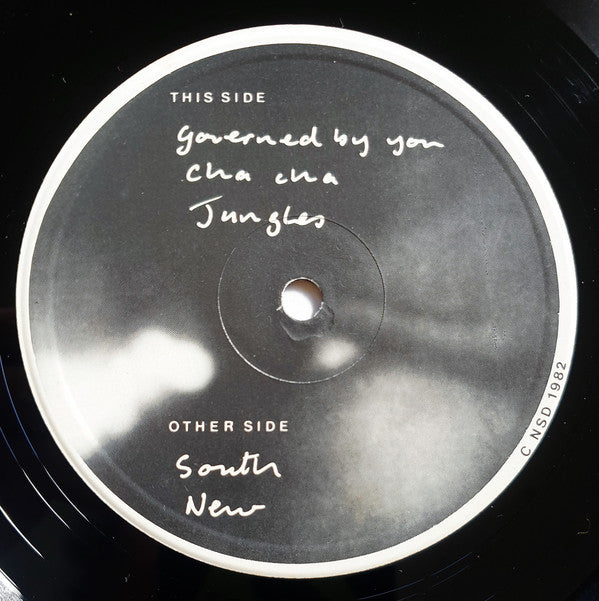 THIS SIDE
governed by you
cha cha
Jungles
OTHER SIDE
South
New
C NSD 1982